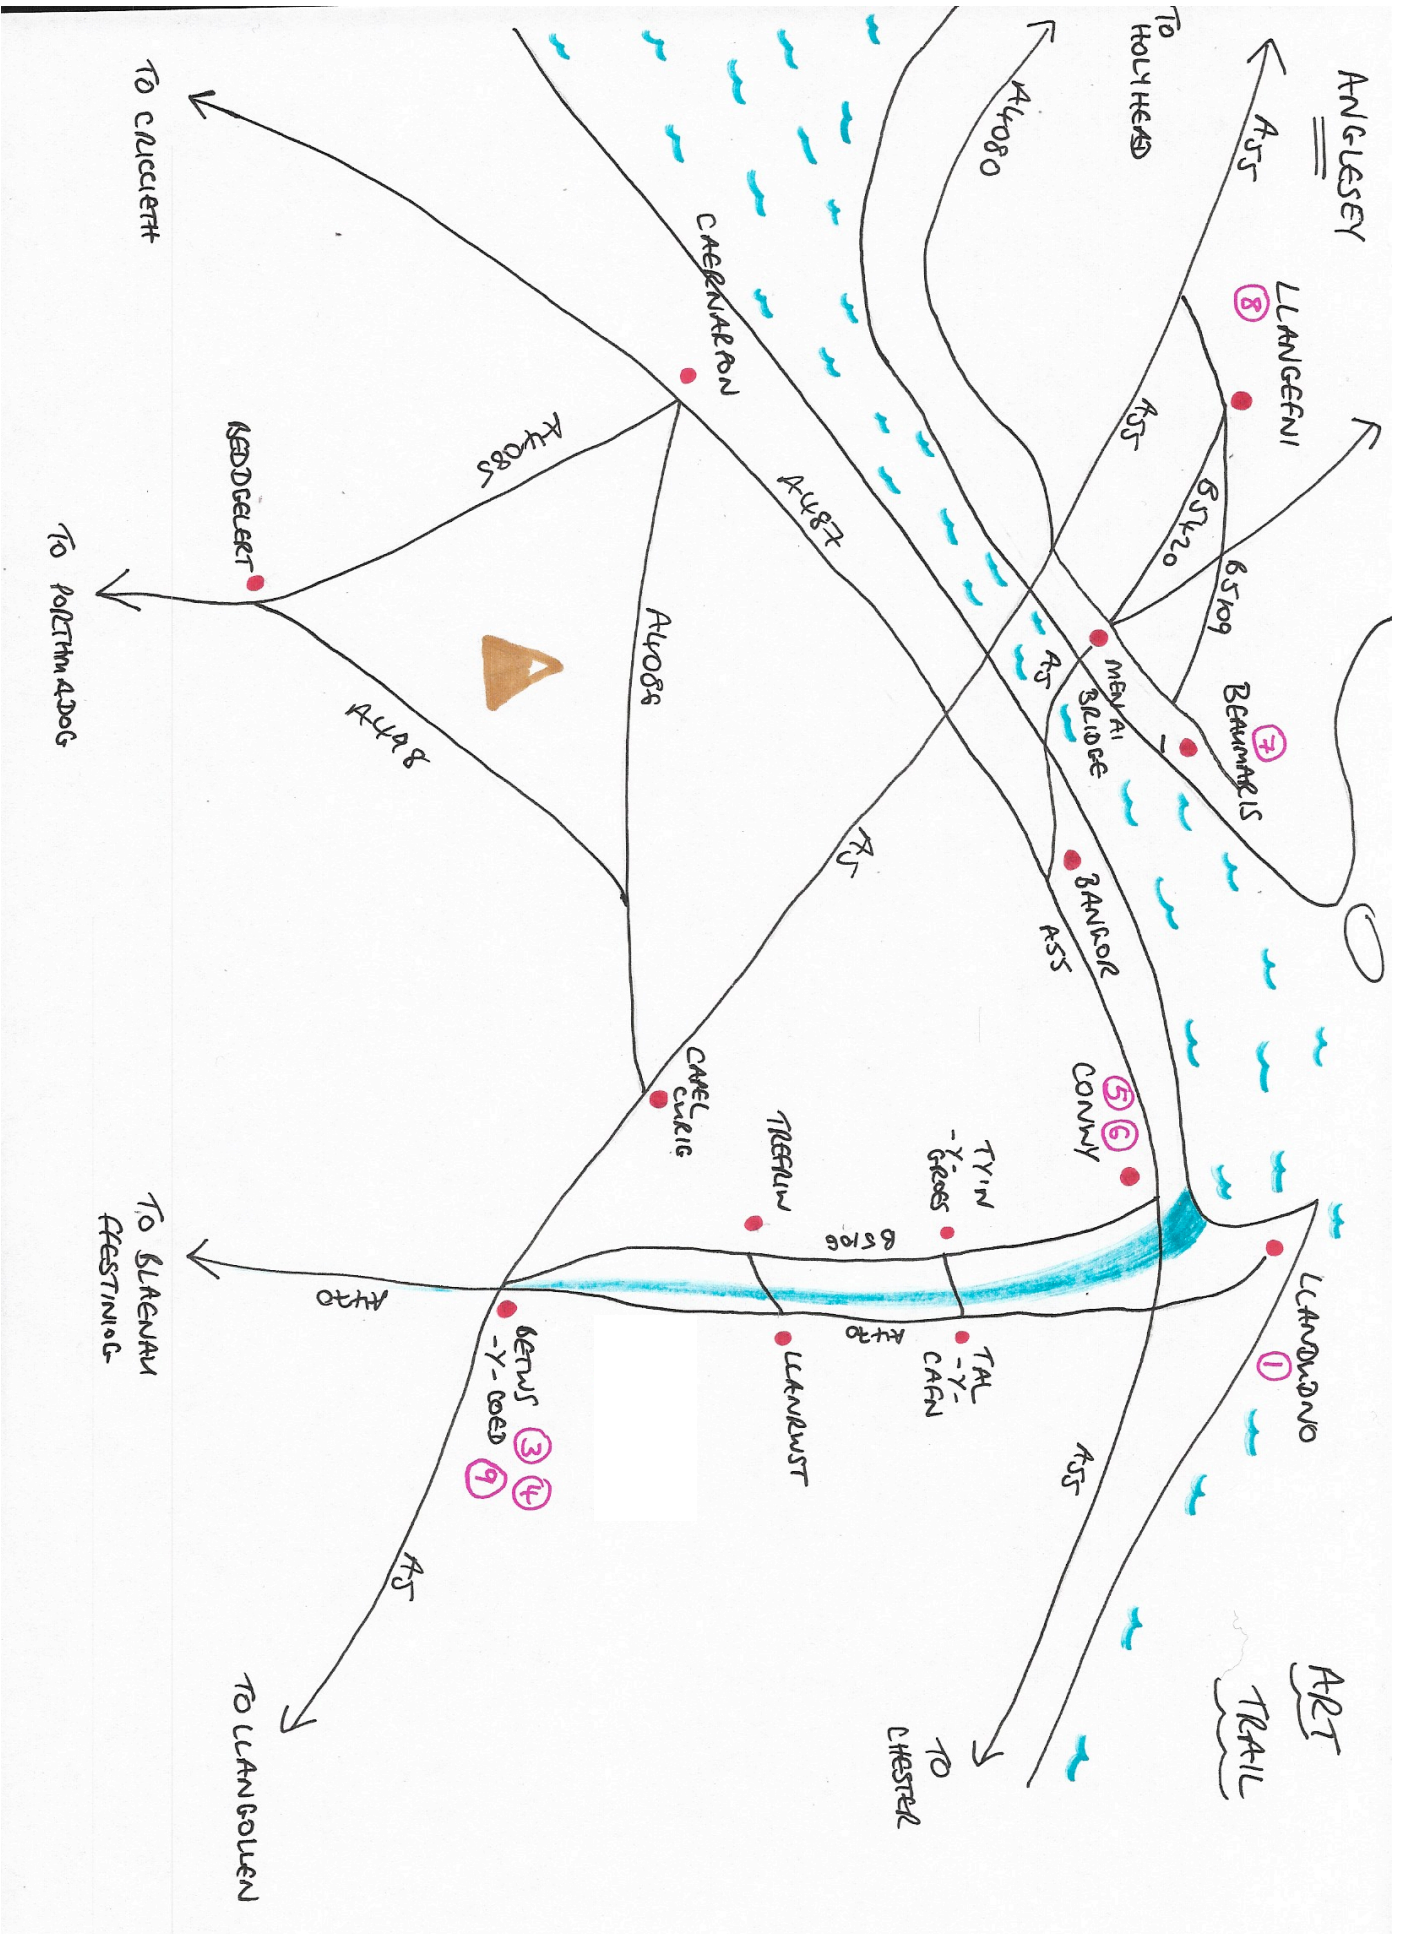 ART
TRAIL
ANGLESEY
A55
TO
HOLYHEAD
A4080
LLANGEFNI
8
A55
B5420
B5109
BEAUMARIS
7
MENAI
BRIDGE
A5
BANGOR
A55
5 6
CONWY
LLANDUDNO
1
A55
TO
CHESTER
CAERNARFON
A487
A5
TY'N
-Y-
GROES
TAL
-Y-
CAFN
B5106
A470
TREFRIW
LLANRWST
CAPEL
CURIG
A4086
A4085
A498
BEDDGELERT
BETWS
-Y-COED
3 4
9
A5
A470
TO CRICCIETH
TO PORTHMADOG
TO BLAENAU
FFESTINIOG
TO LLANGOLLEN